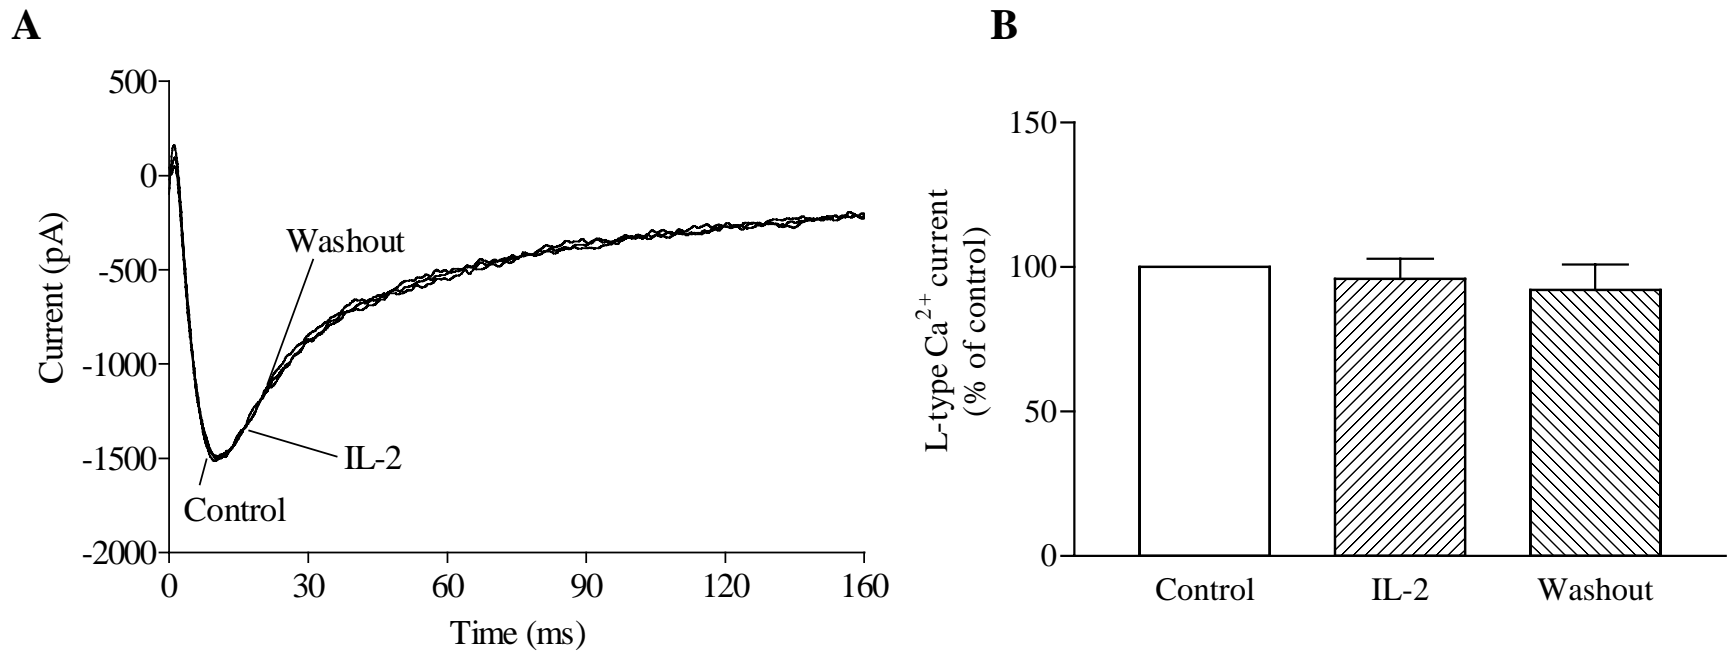 A
500
0
-500
-1000
-1500
-2000
Current (pA)
Washout
IL-2
Control
0 30 60 90 120 160
Time (ms)
B
150
100
50
0
L-type Ca²⁺ current
(% of control)
Control IL-2 Washout